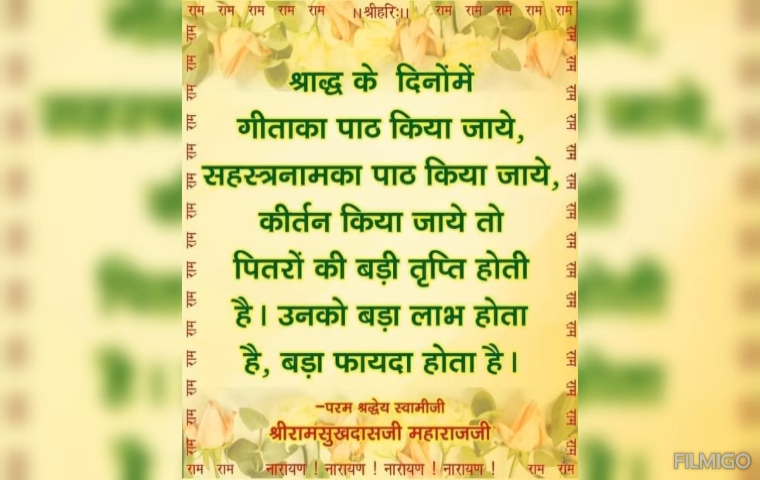 राम राम राम राम राम ॥श्रीहरिः॥ राम राम राम राम राम
श्राद्ध के दिनोंमें
गीताका पाठ किया जाये,
सहस्त्रनामका पाठ किया जाये,
कीर्तन किया जाये तो
पितरों की बड़ी तृप्ति होती
है। उनको बड़ा लाभ होता
है, बड़ा फायदा होता है।
–परम श्रद्धेय स्वामीजी
श्रीरामसुखदासजी महाराजजी
राम राम नारायण ! नारायण ! नारायण ! नारायण ! राम राम
राम राम राम राम राम राम राम राम राम राम राम राम राम राम
राम राम राम राम राम राम राम राम राम राम राम राम राम राम
FILMIGO